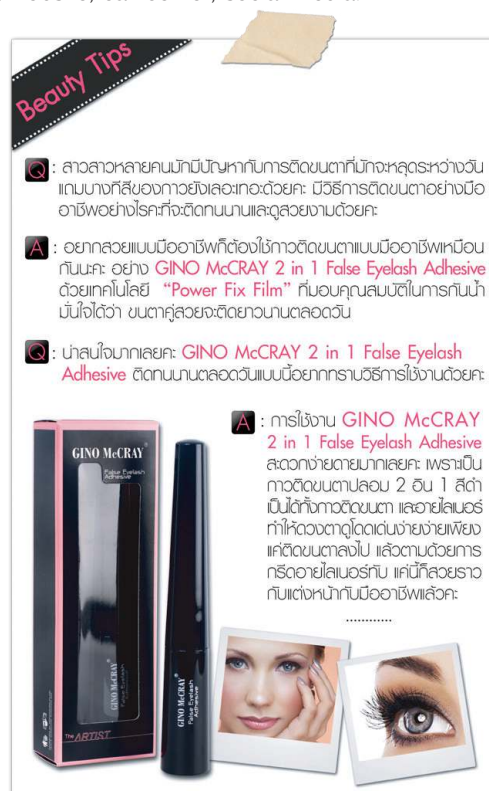 Beauty Tips
Q : สาวสาวหลายคนมักมีปัญหากับการติดขนตาที่มักจะหลุดระหว่างวัน
แถมบางทีสีของกาวยังเลอะเทอะด้วยคะ มีวิธีการติดขนตาอย่างมือ
อาชีพอย่างไรคะที่จะติดทนนานและดูสวยงามด้วยคะ
A : อยากสวยแบบมืออาชีพก็ต้องใช้กาวติดขนตาแบบมืออาชีพเหมือน
กันนะคะ อย่าง GINO McCRAY 2 in 1 False Eyelash Adhesive
ด้วยเทคโนโลยี “Power Fix Film” ที่มอบคุณสมบัติในการกันน้ำ
มั่นใจได้ว่า ขนตาคู่สวยจะติดยาวนานตลอดวัน
Q : น่าสนใจมากเลยคะ GINO McCRAY 2 in 1 False Eyelash
Adhesive ติดทนนานตลอดวันแบบนี้อยากทราบวิธีการใช้งานด้วยคะ
A : การใช้งาน GINO McCRAY
2 in 1 False Eyelash Adhesive
สะดวกง่ายดายมากเลยคะ เพราะเป็น
กาวติดขนตาปลอม 2 อิน 1 สีดำ
เป็นได้ทั้งกาวติดขนตา และอายไลเนอร์
ทำให้ดวงตาดูโดดเด่นง่ายง่ายเพียง
แค่ติดขนตาลงไป แล้วตามด้วยการ
กรีดอายไลเนอร์ทับ แค่นี้ก็สวยราว
กับแต่งหน้ากับมืออาชีพแล้วคะ
............
GINO McCRAY
False Eyelash
Adhesive
GINO McCRAY
False Eyelash
Adhesive
The ARTIST
GINO McCRAY
False Eyelash
Adhesive